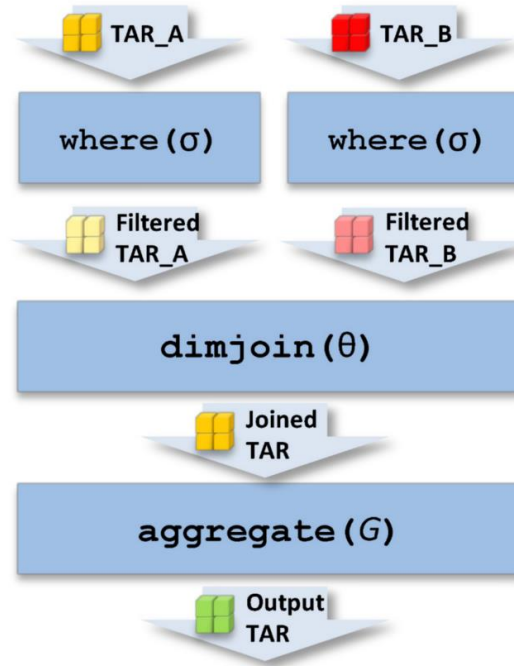 TAR_A
TAR_B
where(σ)
where(σ)
Filtered
TAR_A
Filtered
TAR_B
dimjoin(θ)
Joined
TAR
aggregate(G)
Output
TAR